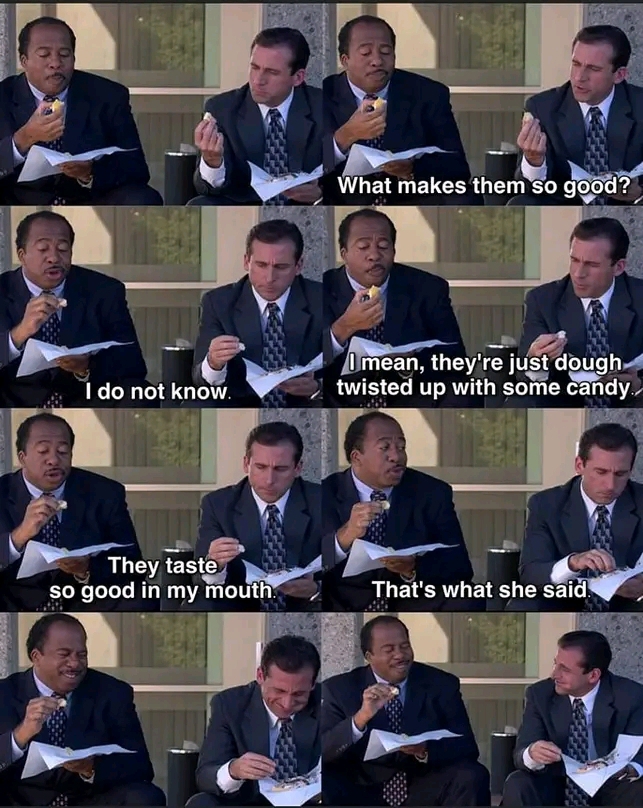 What makes them so good?
I do not know.
I mean, they're just dough
twisted up with some candy.
They taste
so good in my mouth.
That's what she said.